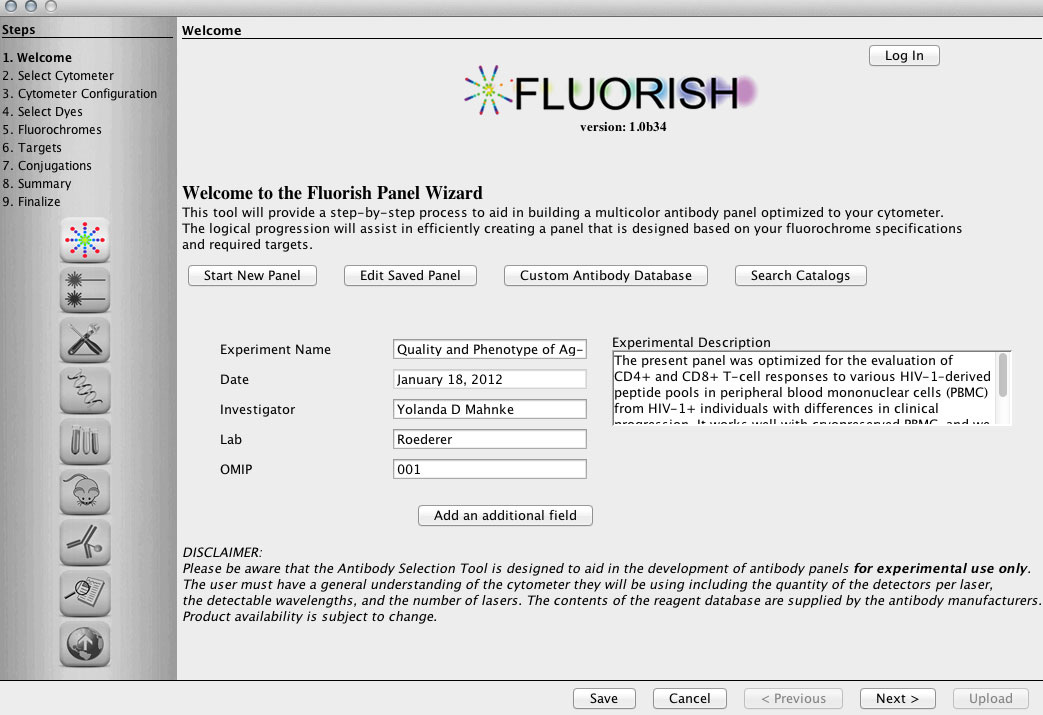 Steps
1. Welcome
2. Select Cytometer
3. Cytometer Configuration
4. Select Dyes
5. Fluorochromes
6. Targets
7. Conjugations
8. Summary
9. Finalize
Welcome
Log In
FLUORISH
version: 1.0b34
Welcome to the Fluorish Panel Wizard
This tool will provide a step-by-step process to aid in building a multicolor antibody panel optimized to your cytometer.
The logical progression will assist in efficiently creating a panel that is designed based on your fluorochrome specifications
and required targets.
Start New Panel
Edit Saved Panel
Custom Antibody Database
Search Catalogs
Experiment Name
Quality and Phenotype of Ag-
Date
January 18, 2012
Investigator
Yolanda D Mahnke
Lab
Roederer
OMIP
001
Experimental Description
The present panel was optimized for the evaluation of
CD4+ and CD8+ T-cell responses to various HIV-1-derived
peptide pools in peripheral blood mononuclear cells (PBMC)
from HIV-1+ individuals with differences in clinical
progression. It works well with cryopreserved PBMC, and we
Add an additional field
DISCLAIMER:
Please be aware that the Antibody Selection Tool is designed to aid in the development of antibody panels for experimental use only.
The user must have a general understanding of the cytometer they will be using including the quantity of the detectors per laser,
the detectable wavelengths, and the number of lasers. The contents of the reagent database are supplied by the antibody manufacturers.
Product availability is subject to change.
Save
Cancel
< Previous
Next >
Upload